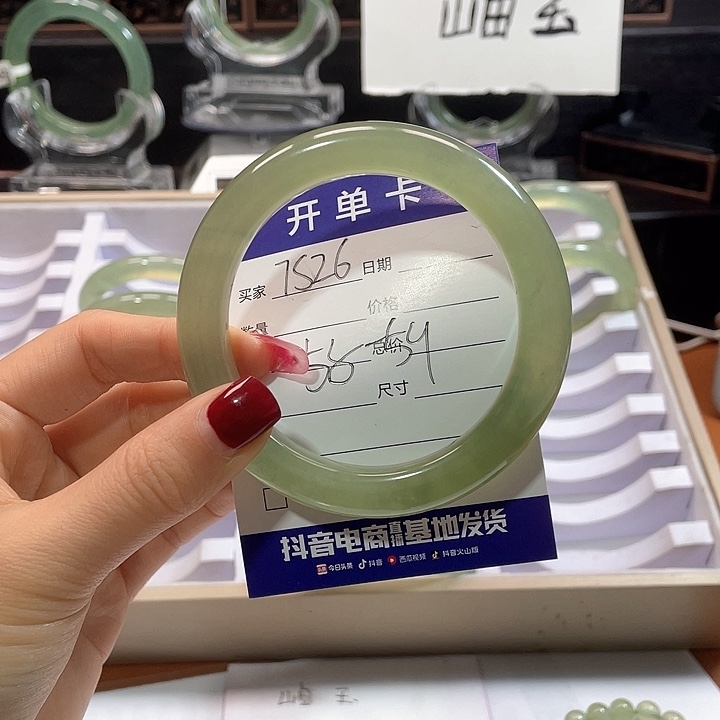 岫玉
开单卡
买家 7526 日期
数量 价格
58 总价 54
尺寸
抖音电商直播基地发货
今日头条 抖音 西瓜视频 抖音火山版
岫玉